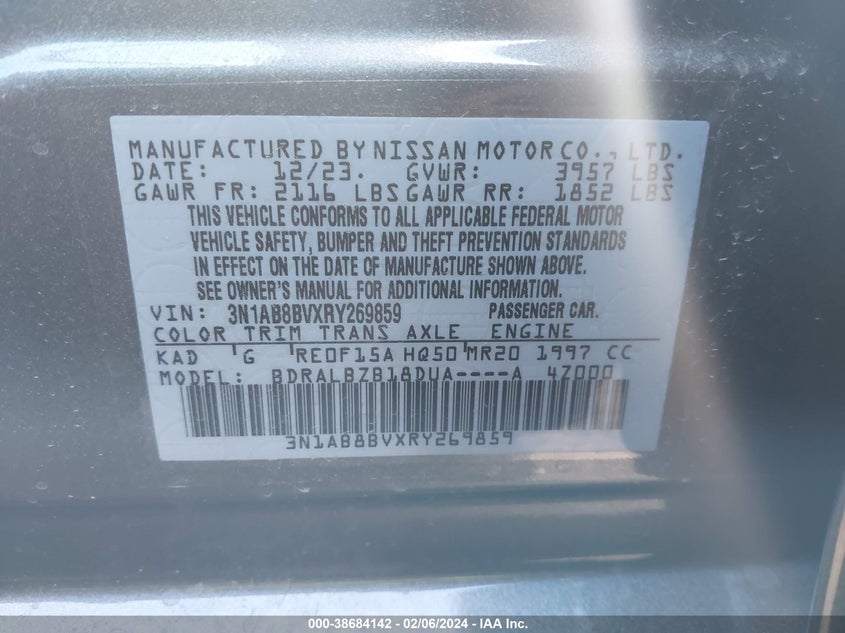 MANUFACTURED BY NISSAN MOTOR CO., LTD.
DATE: 12/23. GVWR: 3957 LBS
GAWR FR: 2116 LBS GAWR RR: 1852 LBS
THIS VEHICLE CONFORMS TO ALL APPLICABLE FEDERAL MOTOR
VEHICLE SAFETY, BUMPER AND THEFT PREVENTION STANDARDS
IN EFFECT ON THE DATE OF MANUFACTURE SHOWN ABOVE.
SEE OWNER'S MANUAL FOR ADDITIONAL INFORMATION.
VIN: 3N1AB8BVXRY269859 PASSENGER CAR.
COLOR TRIM TRANS AXLE ENGINE
KAD G RE0F15A HQ50 MR20 1997 CC
MODEL: BDRALBZB18DUA----A 4Z000
3N1AB8BVXRY269859
000-38684142 - 02/06/2024 - IAA Inc.